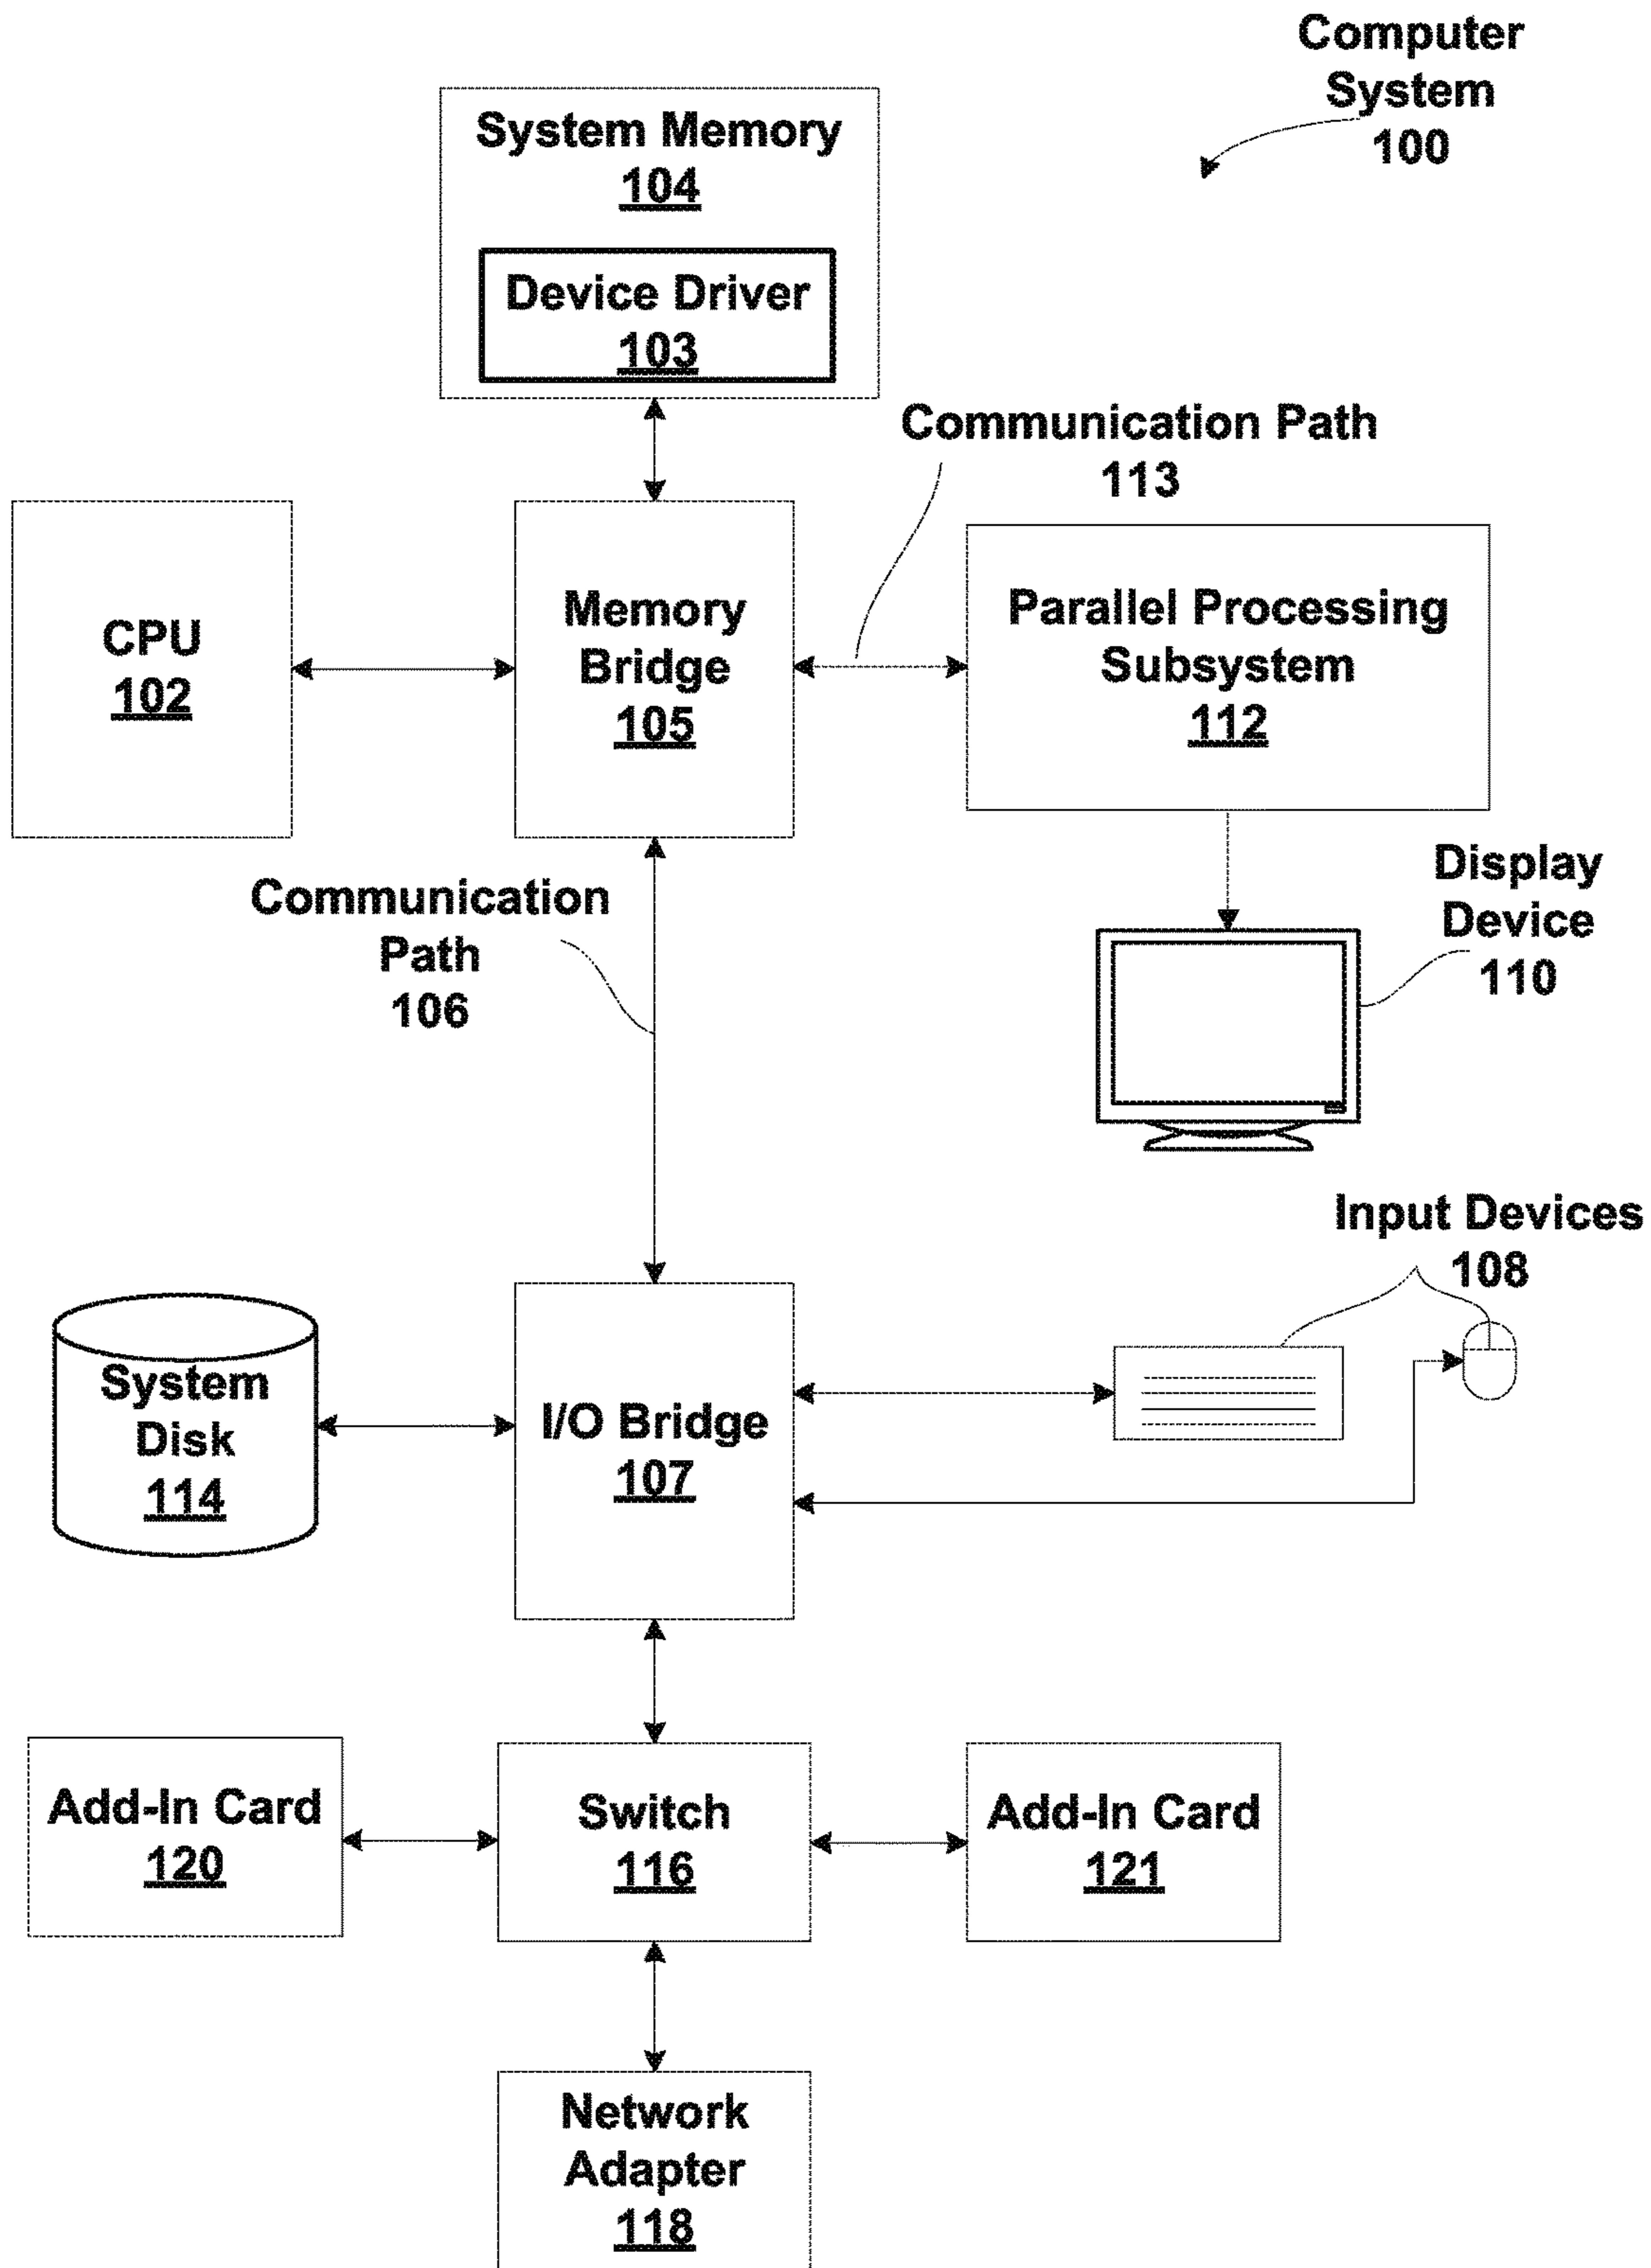 Computer
System
100
System Memory
104
Device Driver
103
Communication Path
113
CPU
102
Memory
Bridge
105
Parallel Processing
Subsystem
112
Communication
Path
106
Display
Device
110
Input Devices
108
System
Disk
114
I/O Bridge
107
Add-In Card
120
Switch
116
Add-In Card
121
Network
Adapter
118